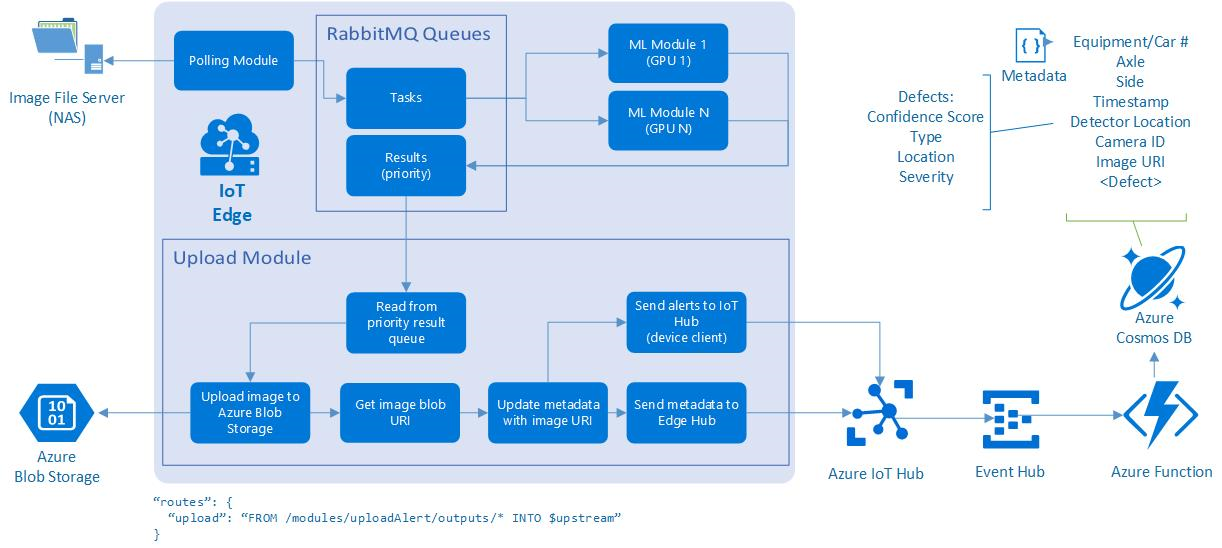 Image File Server
(NAS)
Polling Module
IoT
Edge
RabbitMQ Queues
Tasks
Results
(priority)
ML Module 1
(GPU 1)
ML Module N
(GPU N)
Defects:
Confidence Score
Type
Location
Severity
Metadata
Equipment/Car #
Axle
Side
Timestamp
Detector Location
Camera ID
Image URI
<Defect>
Upload Module
Read from
priority result
queue
Send alerts to IoT
Hub
(device client)
Upload image to
Azure Blob
Storage
Get image blob
URI
Update metadata
with image URI
Send metadata to
Edge Hub
10
01
Azure
Blob Storage
Azure IoT Hub
Event Hub
Azure Function
Azure
Cosmos DB
“routes”: {
“upload”: “FROM /modules/uploadAlert/outputs/* INTO $upstream”
}